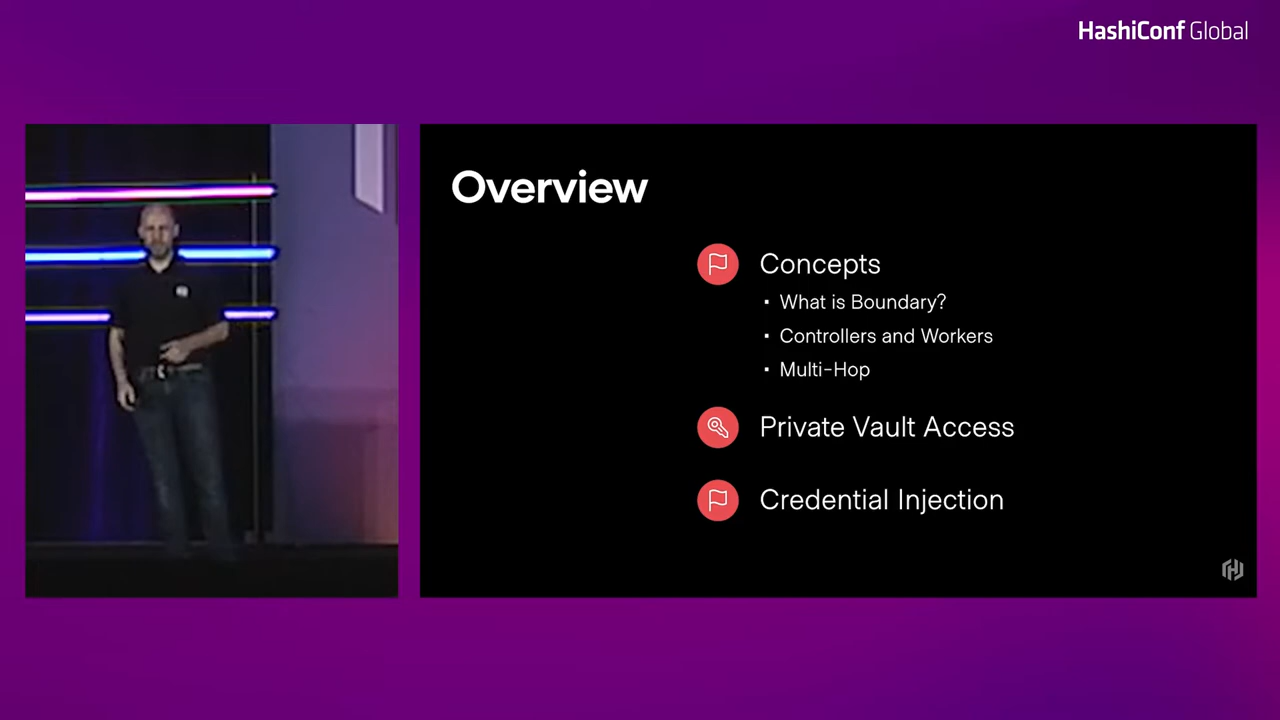 HashiConf Global
Overview
Concepts
▪ What is Boundary?
▪ Controllers and Workers
▪ Multi-Hop
Private Vault Access
Credential Injection